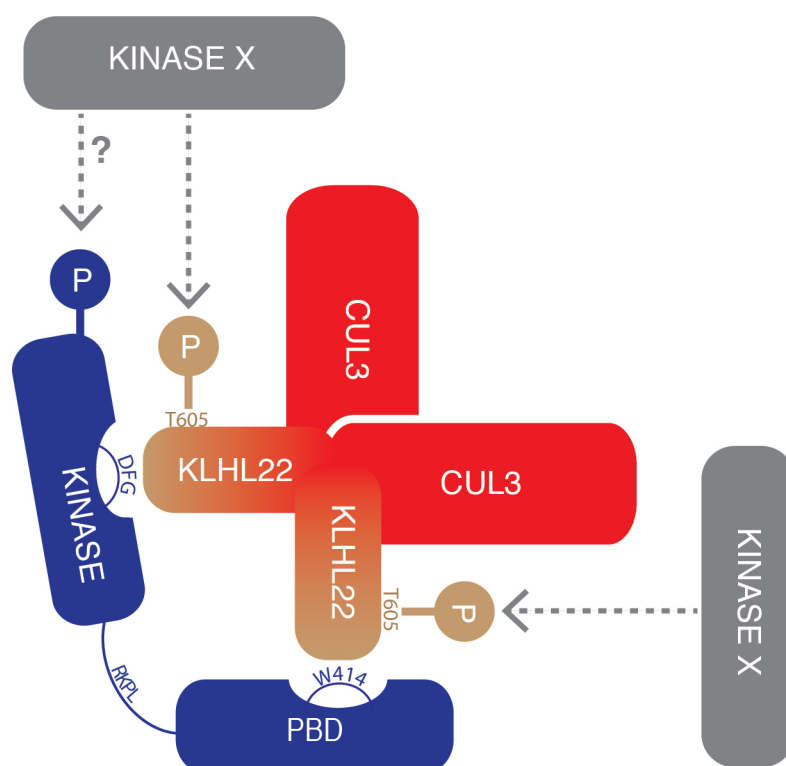 KINASE X
?
P
P
CUL3
T605
KLHL22
CUL3
DFG
KINASE
KLHL22
T605
P
KINASE X
RKPL
W414
PBD